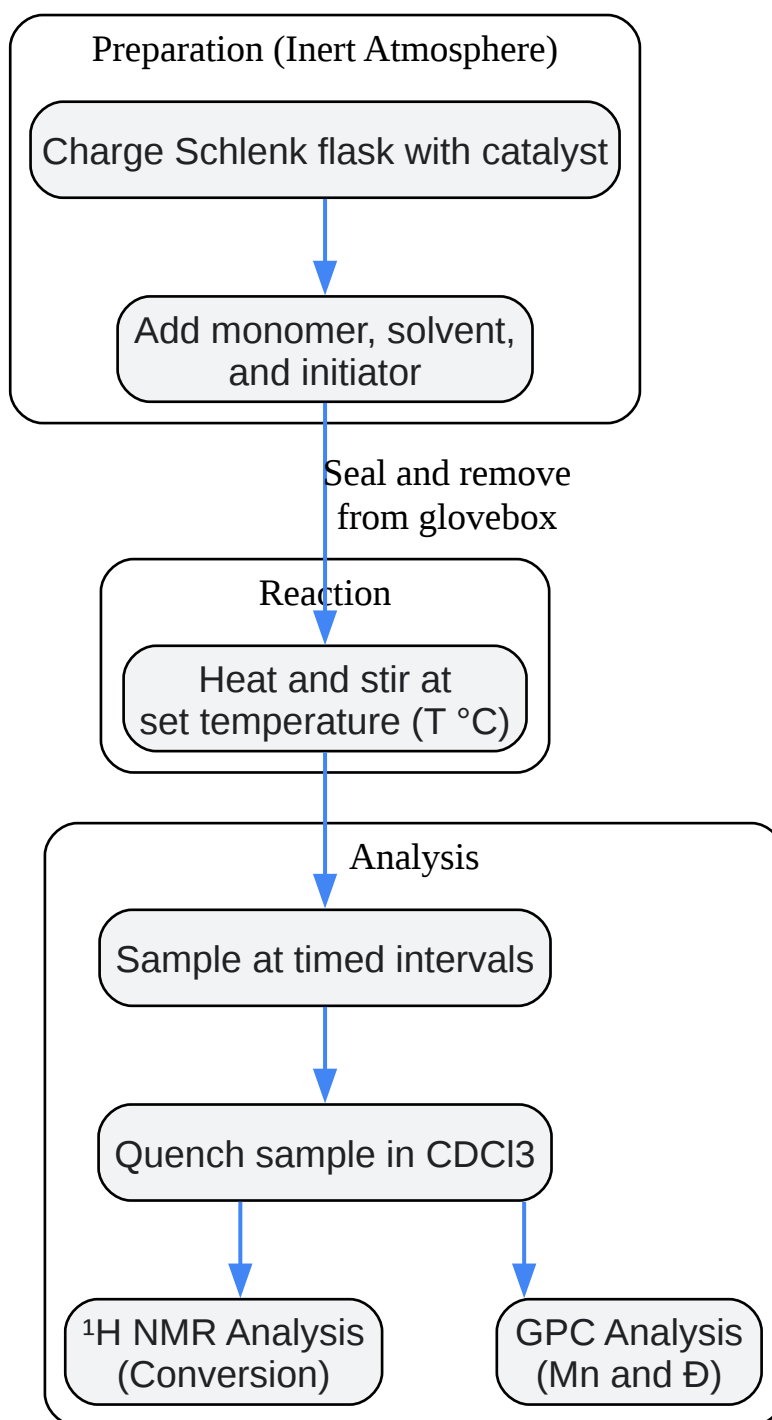 Preparation (Inert Atmosphere)
Charge Schlenk flask with catalyst
Add monomer, solvent,
and initiator
Seal and remove
from glovebox
Reaction
Heat and stir at
set temperature (T °C)
Analysis
Sample at timed intervals
Quench sample in CDCl3
¹H NMR Analysis
(Conversion)
GPC Analysis
(Mn and Đ)